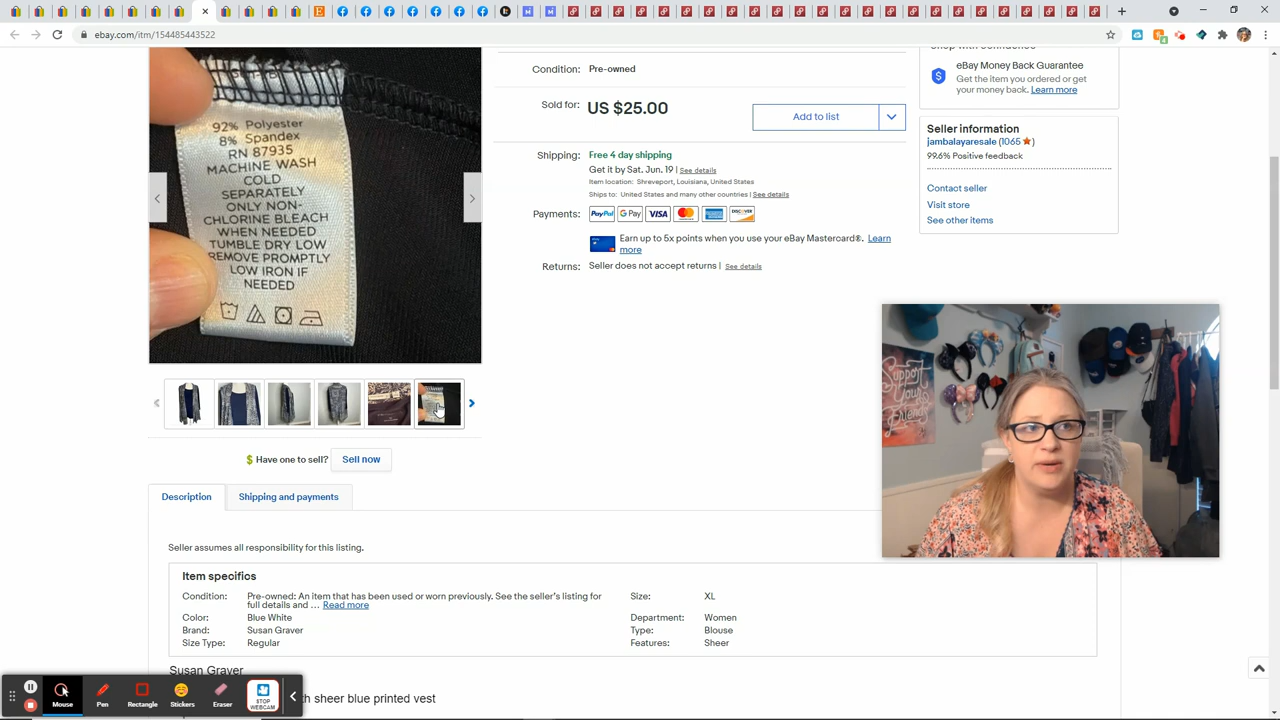 ebay.com/itm/154485443522
Shop with confidence
eBay Money Back Guarantee
Get the item you ordered or get
your money back. Learn more
Condition: Pre-owned
Sold for: US $25.00
Add to list
Seller information
jambalayaresale (1065 )
99.6% Positive feedback
Contact seller
Visit store
See other items
Shipping: Free 4 day shipping
Get it by Sat. Jun. 19 | See details
Item location: Shreveport, Louisiana, United States
Ships to: United States and many other countries | See details
Payments: PayPal G Pay VISA
Earn up to 5x points when you use your eBay Mastercard®. Learn
more
Returns: Seller does not accept returns | See details
92% Polyester
8% Spandex
RN 87935
MACHINE WASH
COLD
SEPARATELY
ONLY NON-
CHLORINE BLEACH
WHEN NEEDED
TUMBLE DRY LOW
REMOVE PROMPTLY
LOW IRON IF
NEEDED
Support
Your
Friends
$ Have one to sell? Sell now
Description
Shipping and payments
Seller assumes all responsibility for this listing.
Item specifics
Condition: Pre-owned: An item that has been used or worn previously. See the seller's listing for
full details and ... Read more
Size: XL
Color: Blue White
Department: Women
Brand: Susan Graver
Type: Blouse
Size Type: Regular
Features: Sheer
Susan Graver
th sheer blue printed vest
Mouse
Pen
Rectangle
Stickers
Eraser
STOP
WEBCAM